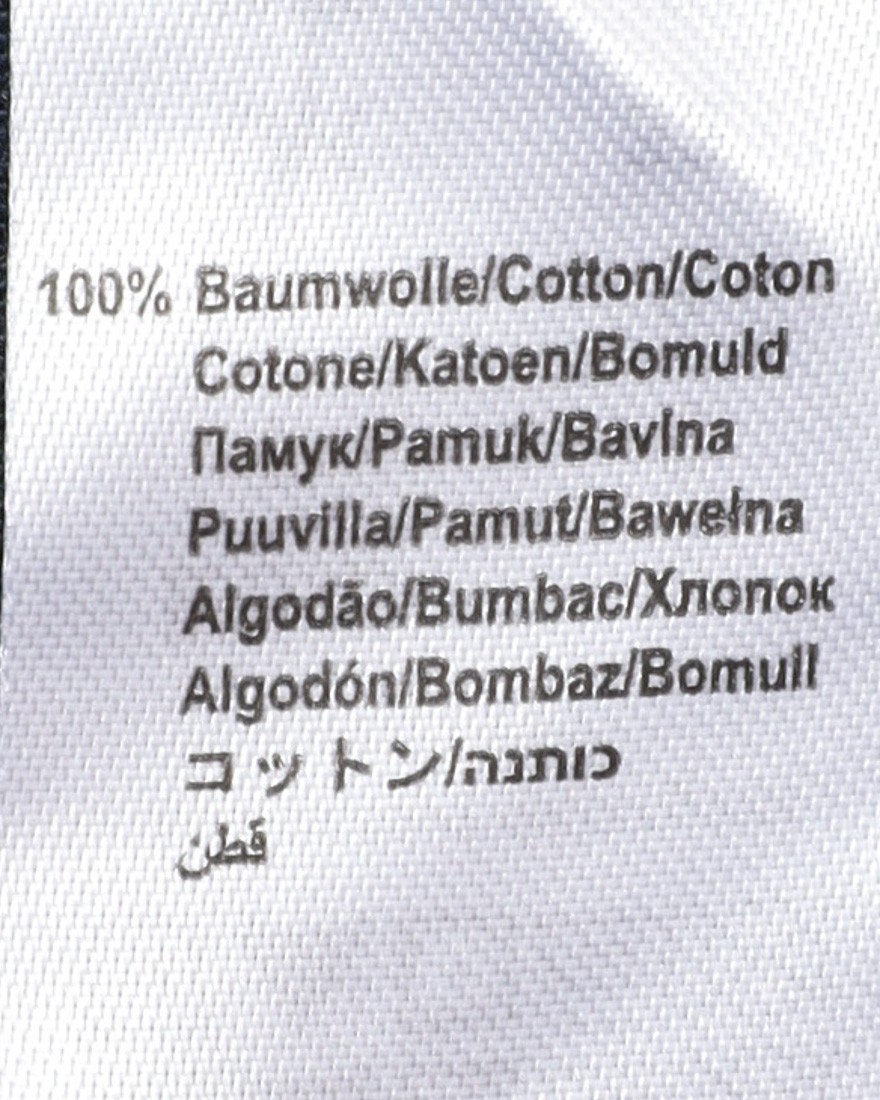 100% Baumwolle/Cotton/Coton
Cotone/Katoen/Bomuld
Памук/Pamuk/Bavlna
Puuvilla/Pamut/Bawełna
Algodão/Bumbac/Хлопок
Algodón/Bombaz/Bomull
コットン/כותנה
قطن